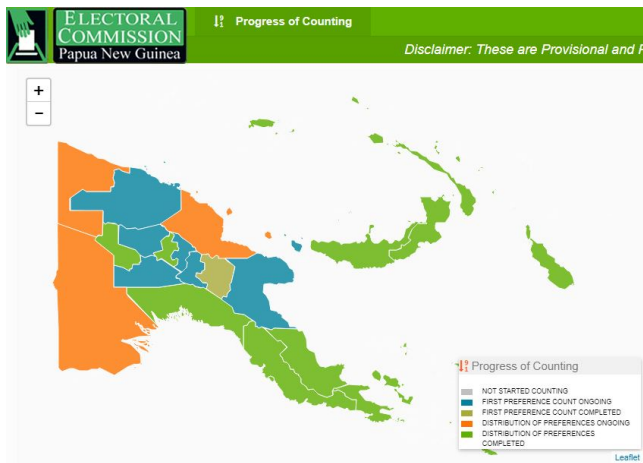 ELECTORAL
COMMISSION
Papua New Guinea
Progress of Counting
Disclaimer: These are Provisional and
+
−
Progress of Counting
NOT STARTED COUNTING
FIRST PREFERENCE COUNT ONGOING
FIRST PREFERENCE COUNT COMPLETED
DISTRIBUTION OF PREFERENCES ONGOING
DISTRIBUTION OF PREFERENCES
COMPLETED
Leaflet